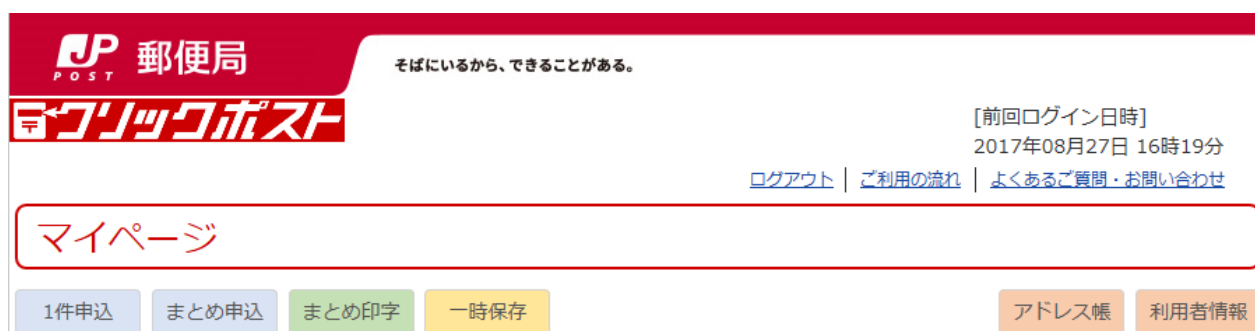 JP
POST
郵便局
そばにいるから、できることがある。
クリックポスト
[前回ログイン日時]
2017年08月27日 16時19分
ログアウト │ ご利用の流れ │ よくあるご質問・お問い合わせ
マイページ
1件申込 まとめ申込 まとめ印字 一時保存 アドレス帳 利用者情報